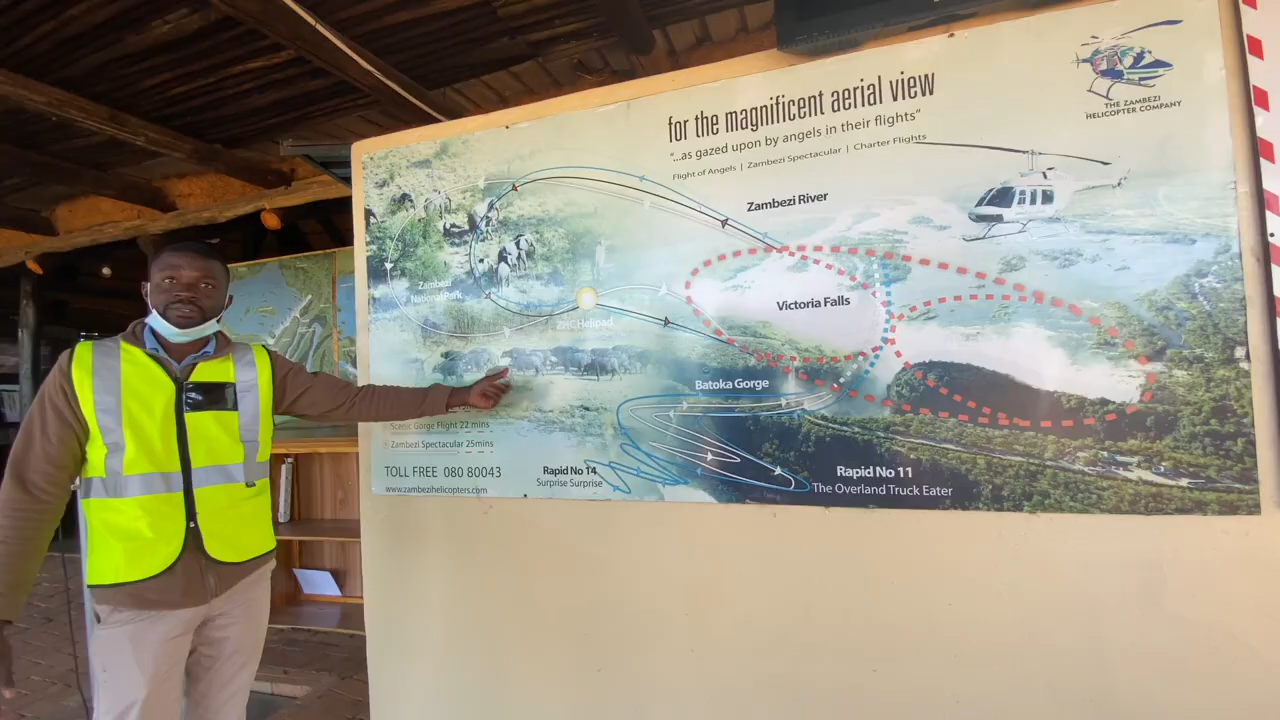 for the magnificent aerial view
"...as gazed upon by angels in their flights"
Flight of Angels | Zambezi Spectacular | Charter Flights
THE ZAMBEZI
HELICOPTER COMPANY
Zambezi River
Zambezi
National Park
Victoria Falls
ZHC Helipad
Batoka Gorge
Scenic Gorge Flight 22 mins
Zambezi Spectacular 25mins
TOLL FREE 080 80043
www.zambezihelicopters.com
Rapid No 14
Surprise Surprise
Rapid No 11
The Overland Truck Eater